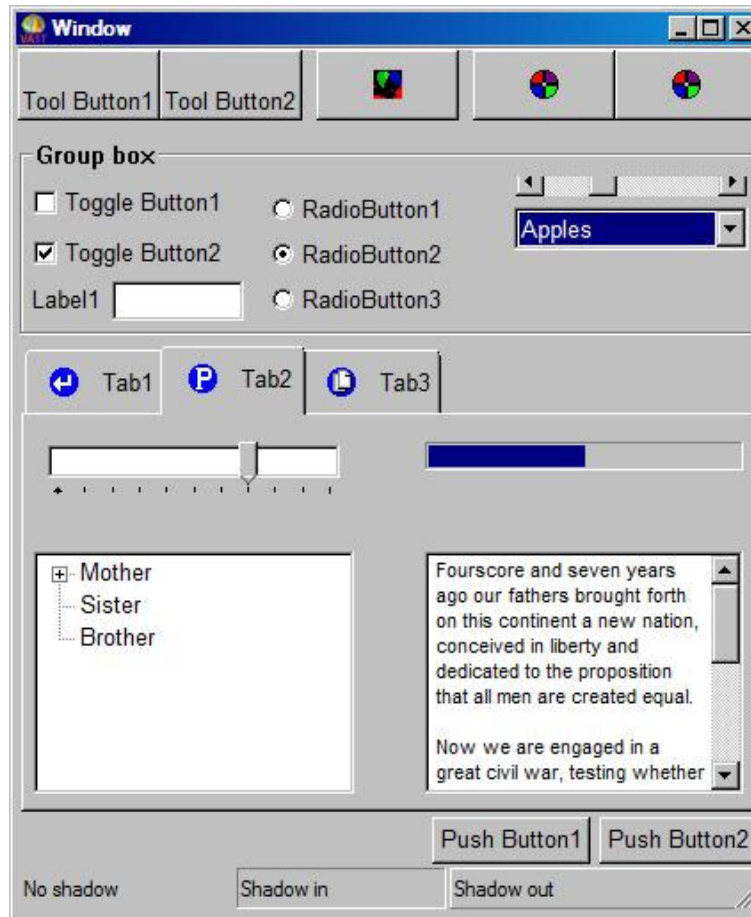 Window
VAST
Tool Button1 Tool Button2
Group box
Toggle Button1
RadioButton1
Apples
Toggle Button2
RadioButton2
Label1
RadioButton3
Tab1
P
Tab2
Tab3
Mother
Sister
Brother
Fourscore and seven years
ago our fathers brought forth
on this continent a new nation,
conceived in liberty and
dedicated to the proposition
that all men are created equal.
Now we are engaged in a
great civil war, testing whether
Push Button1 Push Button2
No shadow
Shadow in
Shadow out